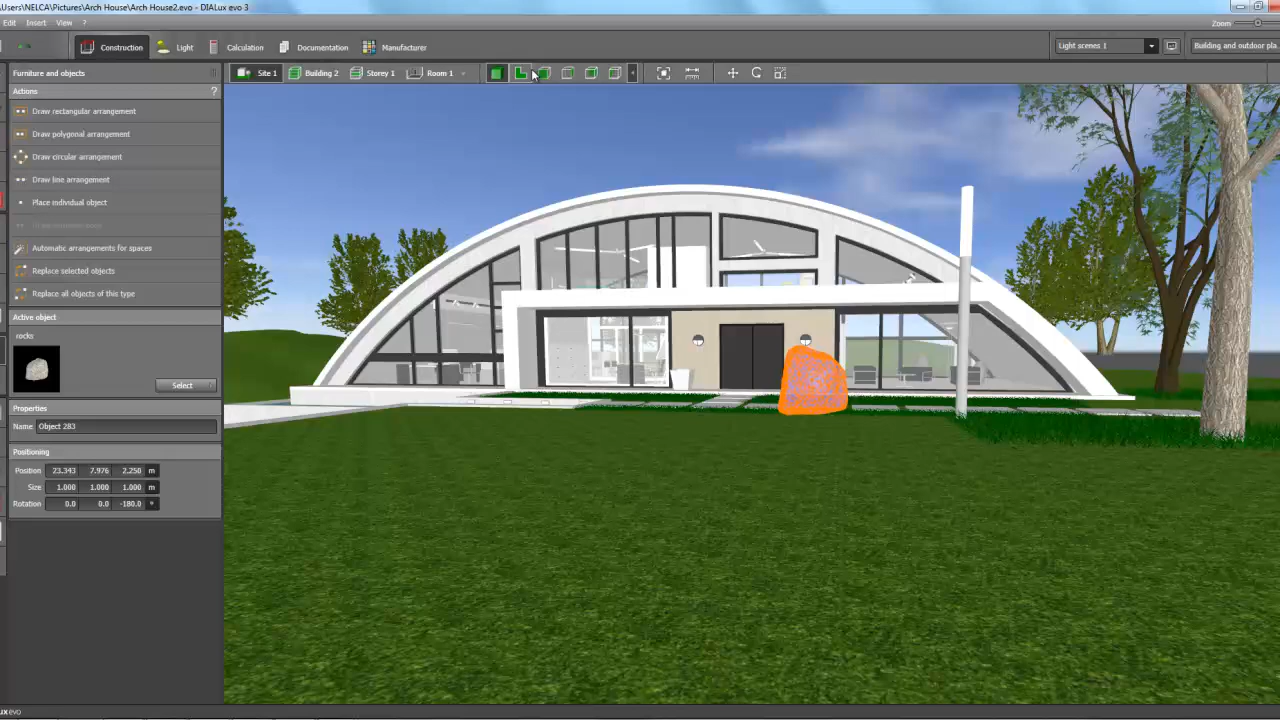 Users\NELCA\Pictures\Arch House\Arch House2.evo - DIALux evo 3
Edit Insert View ? Zoom
Construction Light Calculation Documentation Manufacturer Light scenes 1 Building and outdoor pla
Furniture and objects Site 1 Building 2 Storey 1 Room 1
Actions ?
Draw rectangular arrangement
Draw polygonal arrangement
Draw circular arrangement
Draw line arrangement
Place individual object
Automatic arrangements for spaces
Replace selected objects
Replace all objects of this type
Active object
rocks
Select
Properties
Name Object 283
Positioning
Position 23.343 7.976 2.250 m
Size 1.000 1.000 1.000 m
Rotation 0.0 0.0 -180.0 °
ux evo